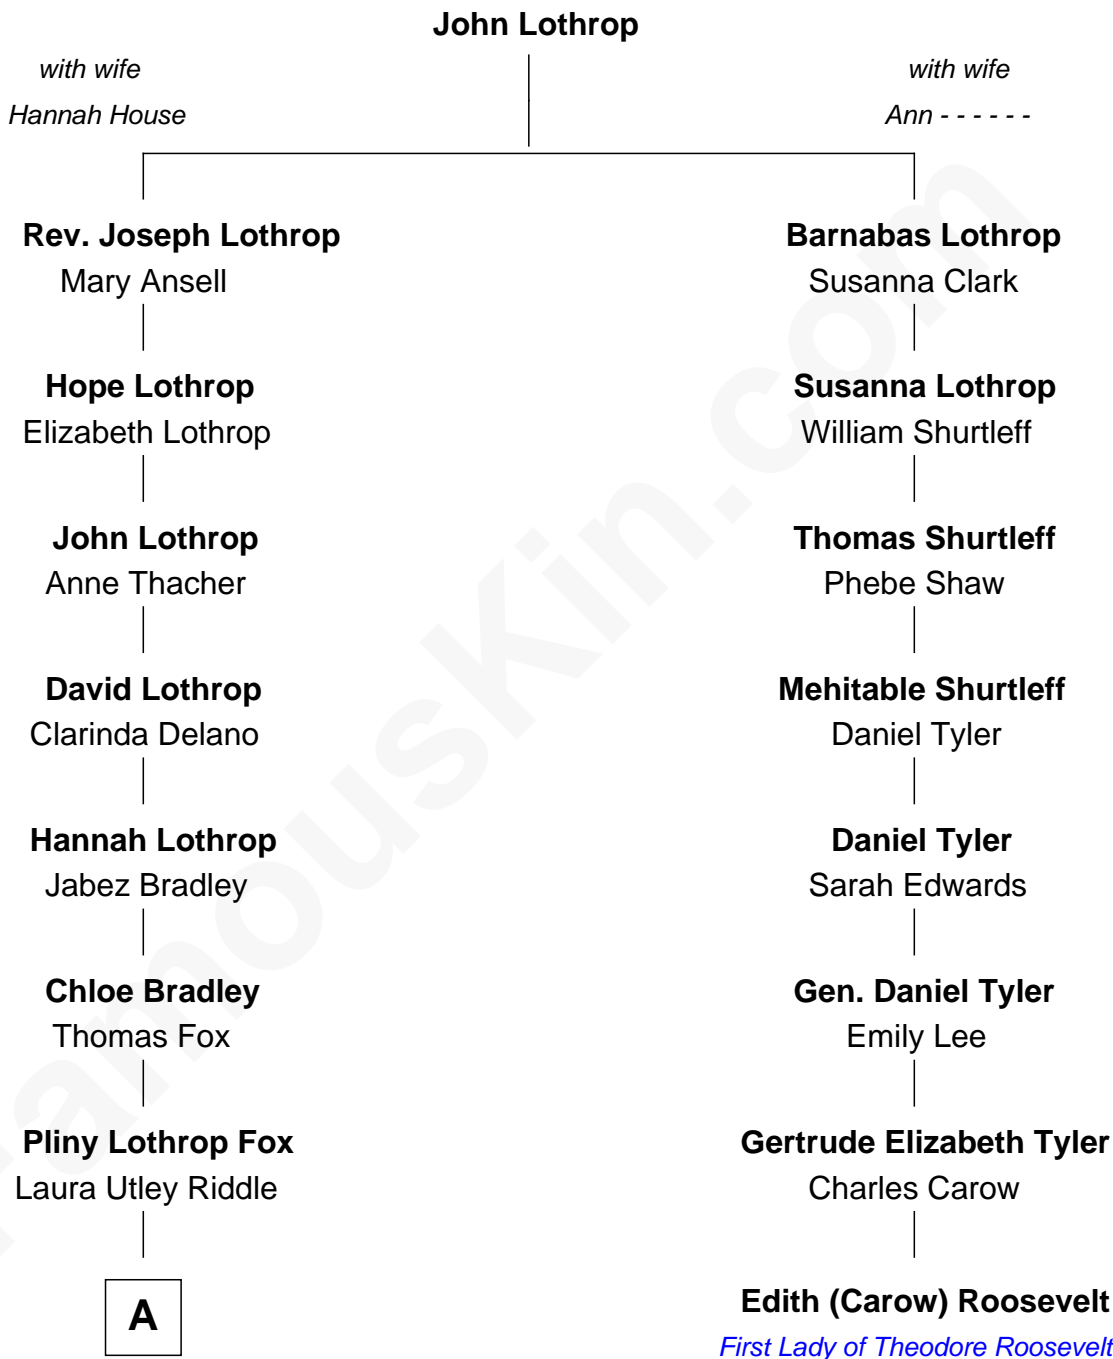 John Lothrop
with wife
Hannah House
with wife
Ann - - - - - -
Rev. Joseph Lothrop
Mary Ansell
Barnabas Lothrop
Susanna Clark
Hope Lothrop
Elizabeth Lothrop
Susanna Lothrop
William Shurtleff
John Lothrop
Anne Thacher
Thomas Shurtleff
Phebe Shaw
David Lothrop
Clarinda Delano
Mehitable Shurtleff
Daniel Tyler
Hannah Lothrop
Jabez Bradley
Daniel Tyler
Sarah Edwards
Chloe Bradley
Thomas Fox
Gen. Daniel Tyler
Emily Lee
Pliny Lothrop Fox
Laura Utley Riddle
Gertrude Elizabeth Tyler
Charles Carow
A
Edith (Carow) Roosevelt
First Lady of Theodore Roosevelt
FamousKin.com